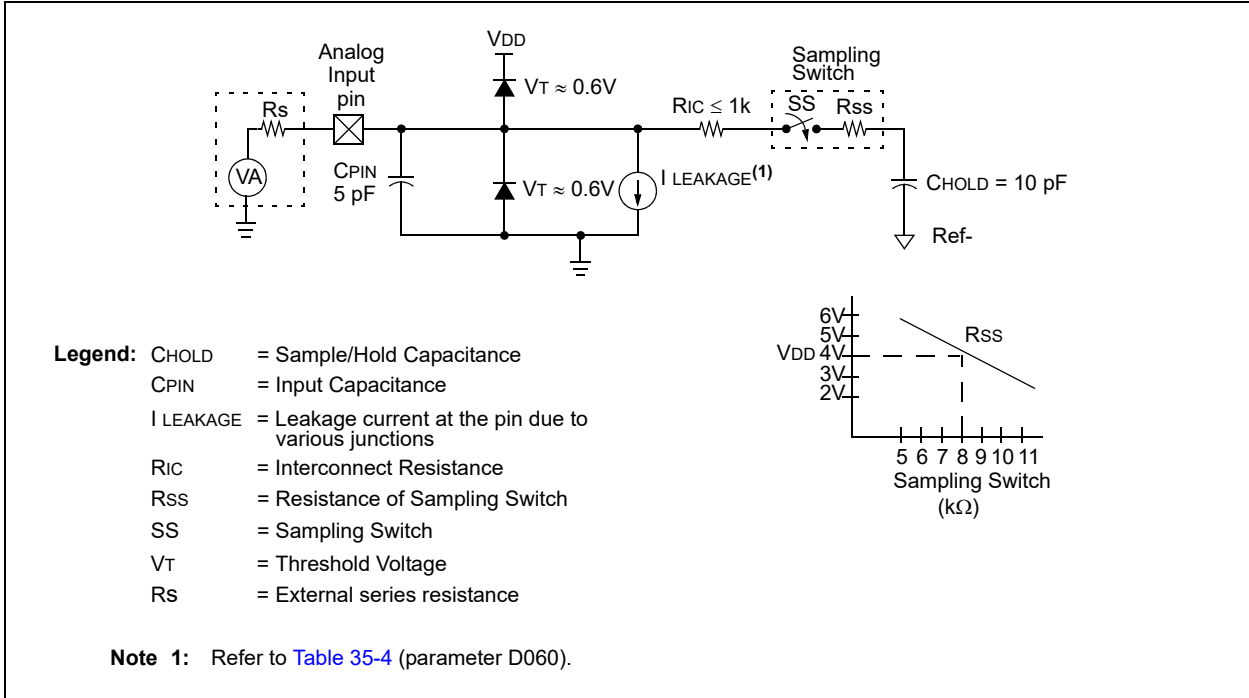 VDD
Analog
Input
pin
VT ≈ 0.6V
Sampling
Switch
Rs
RIC ≤ 1k
SS
Rss
VA
CPIN
5 pF
VT ≈ 0.6V
I LEAKAGE(1)
CHOLD = 10 pF
Ref-
6V
5V
VDD 4V
3V
2V
RSS
5 6 7 8 9 10 11
Sampling Switch
(kΩ)
Legend: CHOLD = Sample/Hold Capacitance
CPIN = Input Capacitance
I LEAKAGE = Leakage current at the pin due to
various junctions
RIC = Interconnect Resistance
RSS = Resistance of Sampling Switch
SS = Sampling Switch
VT = Threshold Voltage
Rs = External series resistance
Note 1: Refer to Table 35-4 (parameter D060).